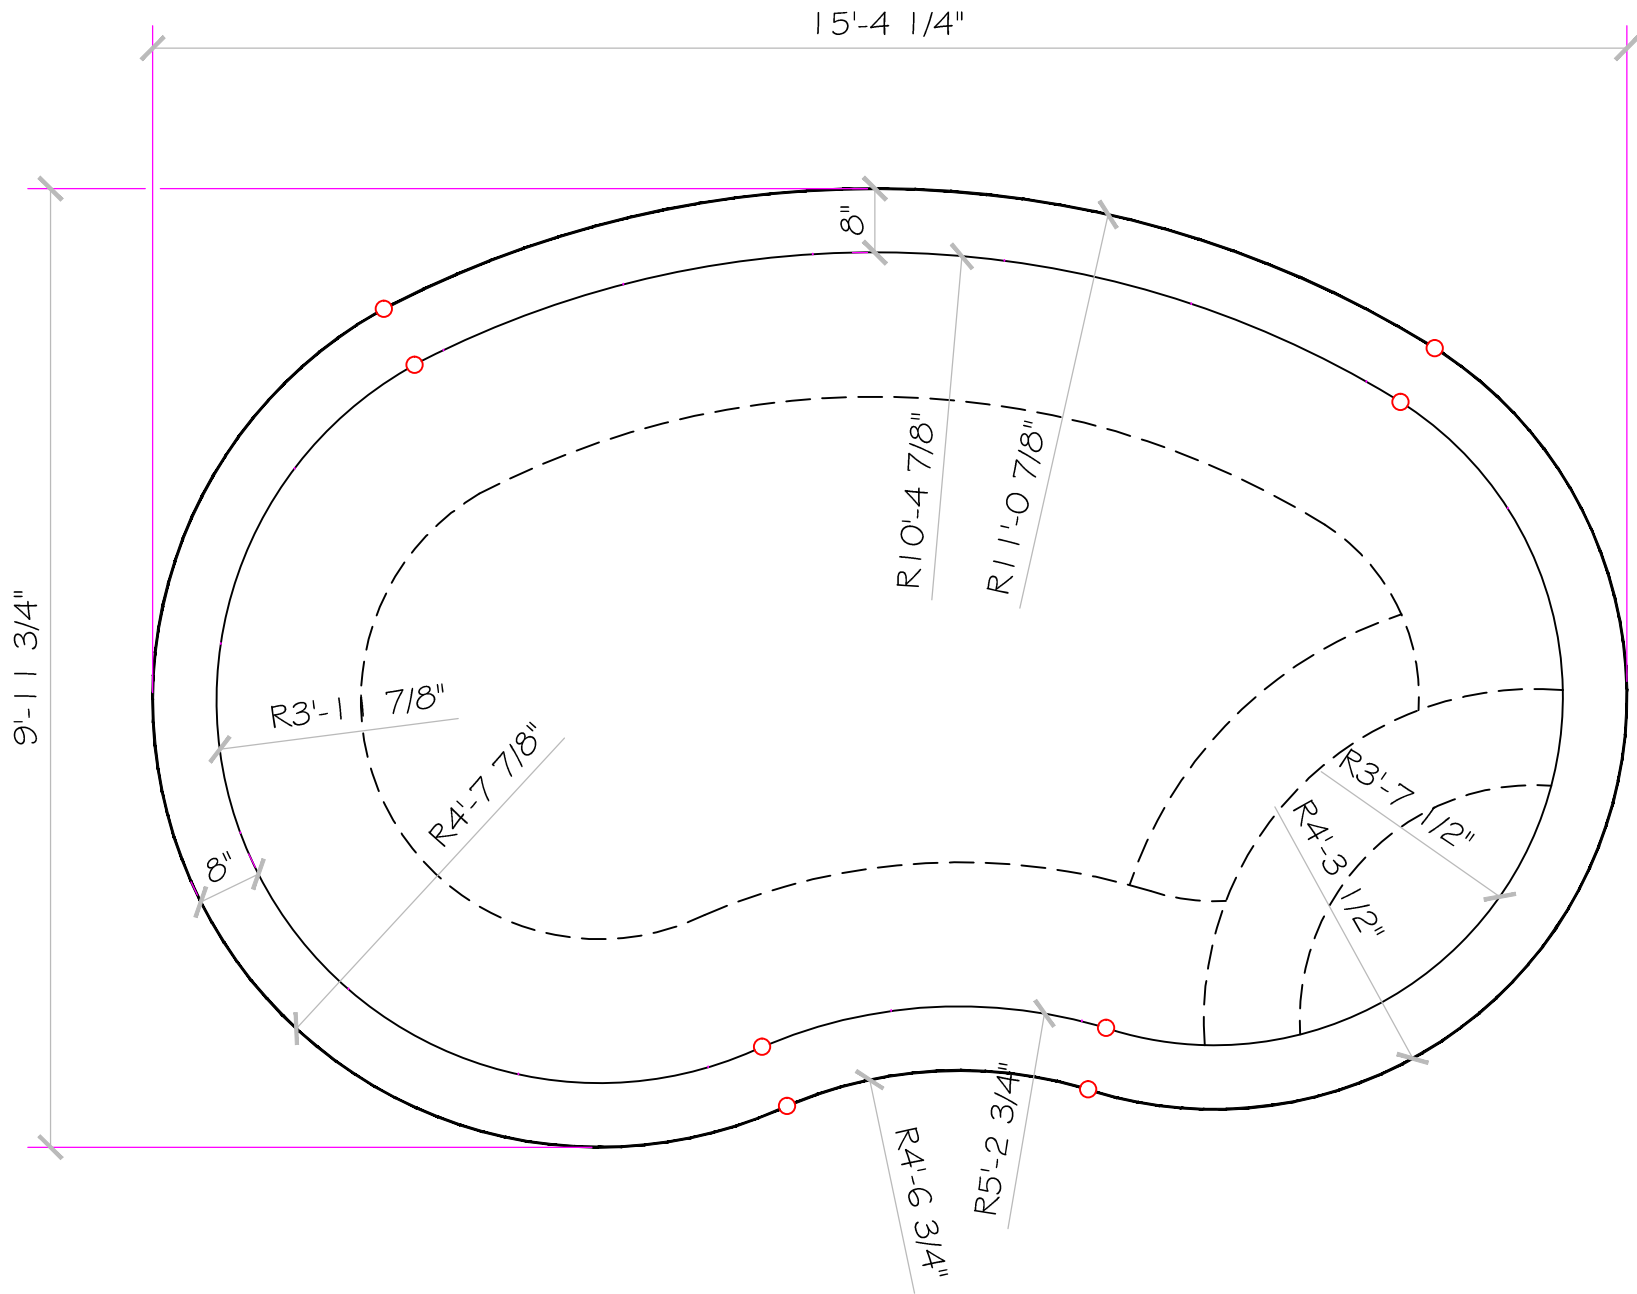 15'-4 1/4"
8"
R10'-4 7/8"
R11'-0 7/8"
9'-11 3/4"
R3'-11 7/8"
R4'-7 7/8"
R3'-7 1/2"
R4'-3 1/2"
8"
R5'-2 3/4"
R4'-6 3/4"